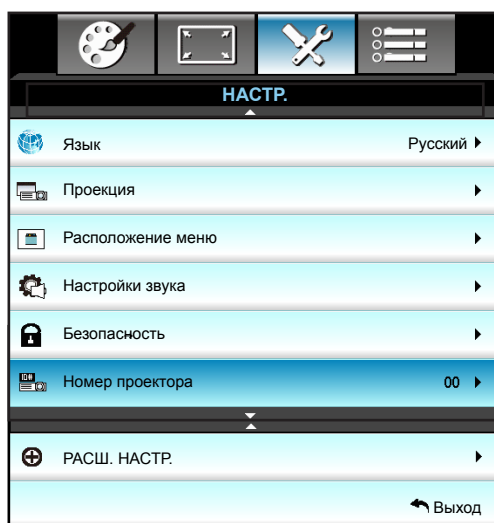 НАСТР.
Язык Русский
Проекция
Расположение меню
Настройки звука
Безопасность
Номер проектора 00
РАСШ. НАСТР.
Выход